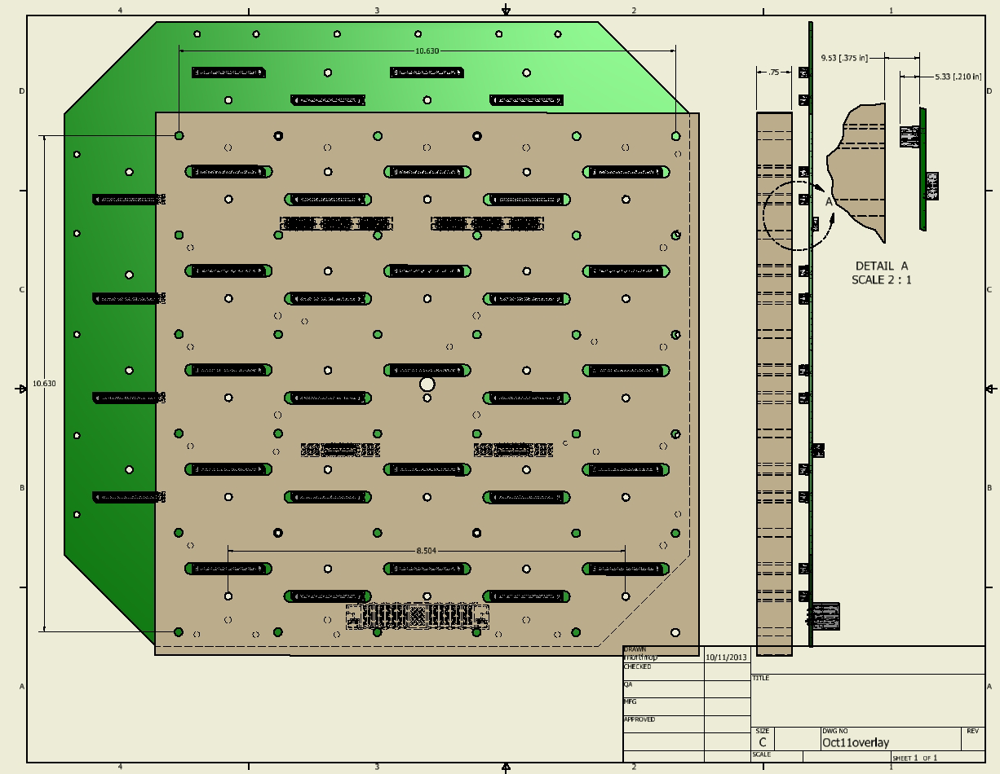 4 3 2 1
D D
C C
B B
A A
4 3 2 1
10.630
.75
9.53 [.375 in]
5.33 [.210 in]
A
DETAIL A
SCALE 2 : 1
10.630
8.504
DRAWN
mortlrrop 10/11/2013
CHECKED
QA
MFG
APPROVED
TITLE
SIZE
C
DWG NO
Oct11overlay
REV
SCALE
SHEET 1 OF 1